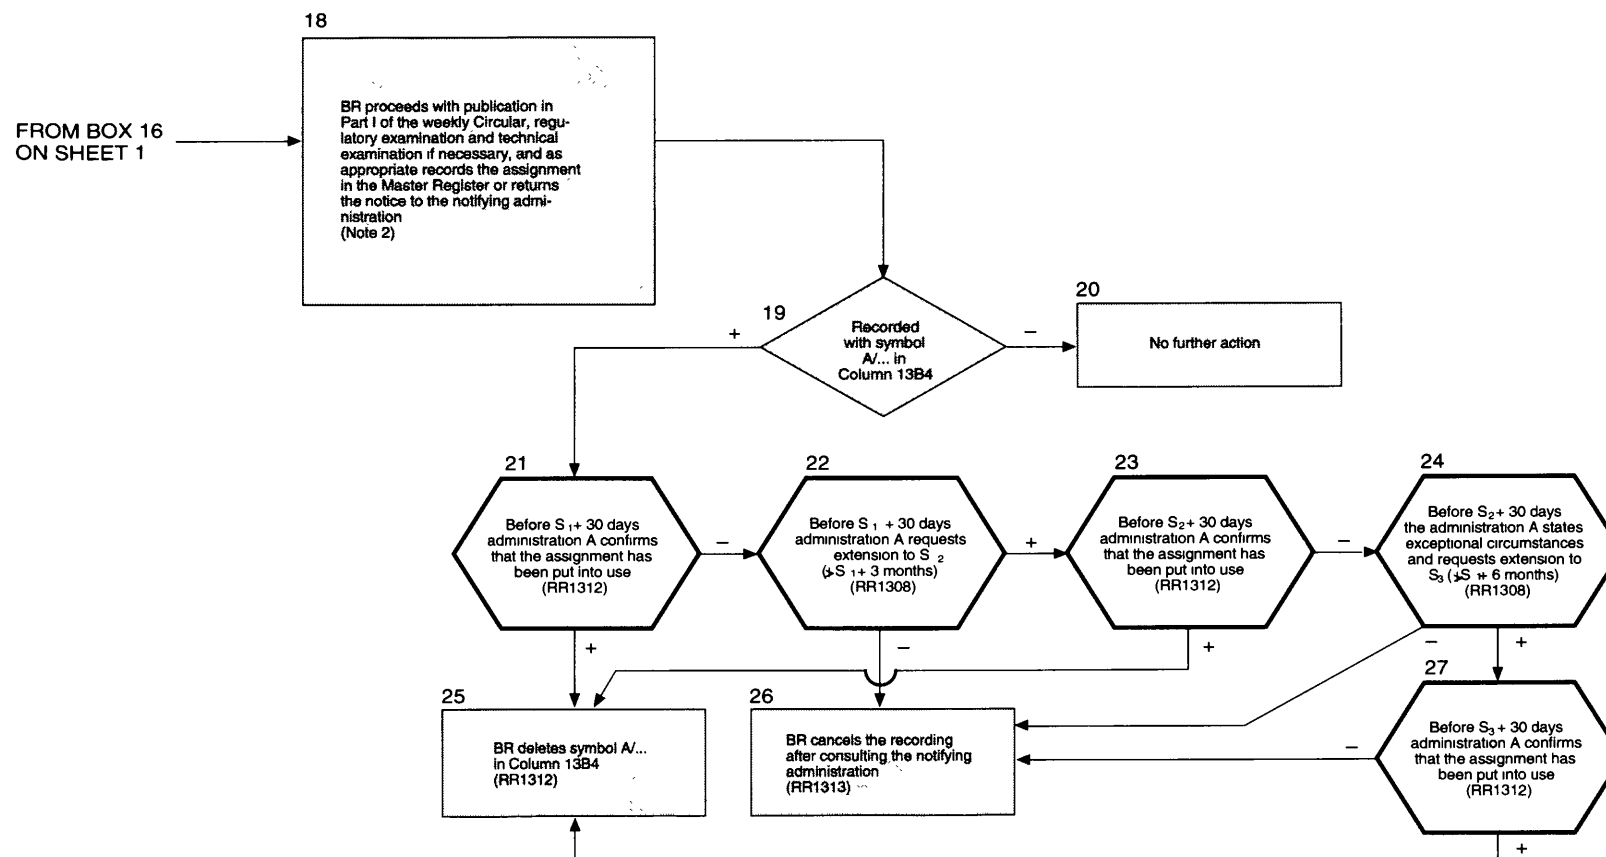 18
BR proceeds with publication in
Part I of the weekly Circular, regu-
latory examination and technical
examination if necessary, and as
appropriate records the assignment
in the Master Register or returns
the notice to the notifying admi-
nistration
(Note 2)
FROM BOX 16
ON SHEET 1
19
Recorded
with symbol
A/... in
Column 13B4
+
–
20
No further action
21
Before S1 + 30 days
administration A confirms
that the assignment has
been put into use
(RR1312)
–
22
Before S1 + 30 days
administration A requests
extension to S2
(≯S1 + 3 months)
(RR1308)
+
23
Before S2 + 30 days
administration A confirms
that the assignment has
been put into use
(RR1312)
–
24
Before S2 + 30 days
the administration A states
exceptional circumstances
and requests extension to
S3 (≯S1 + 6 months)
(RR1308)
+
–
+
–
+
25
BR deletes symbol A/...
in Column 13B4
(RR1312)
26
BR cancels the recording
after consulting the notifying
administration
(RR1313)
–
27
Before S3 + 30 days
administration A confirms
that the assignment has
been put into use
(RR1312)
+